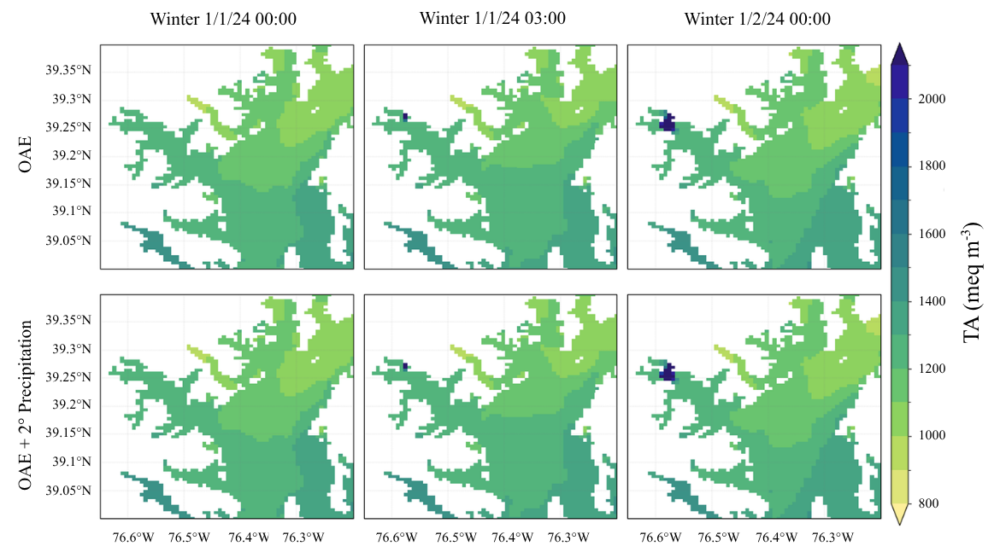 Winter 1/1/24 00:00 Winter 1/1/24 03:00 Winter 1/2/24 00:00
OAE
39.35°N
39.3°N
39.25°N
39.2°N
39.15°N
39.1°N
39.05°N
OAE + 2° Precipitation
39.35°N
39.3°N
39.25°N
39.2°N
39.15°N
39.1°N
39.05°N
76.6°W 76.5°W 76.4°W 76.3°W 76.6°W 76.5°W 76.4°W 76.3°W 76.6°W 76.5°W 76.4°W 76.3°W
2000
1800
1600
1400
1200
1000
800
TA (meq m⁻³)